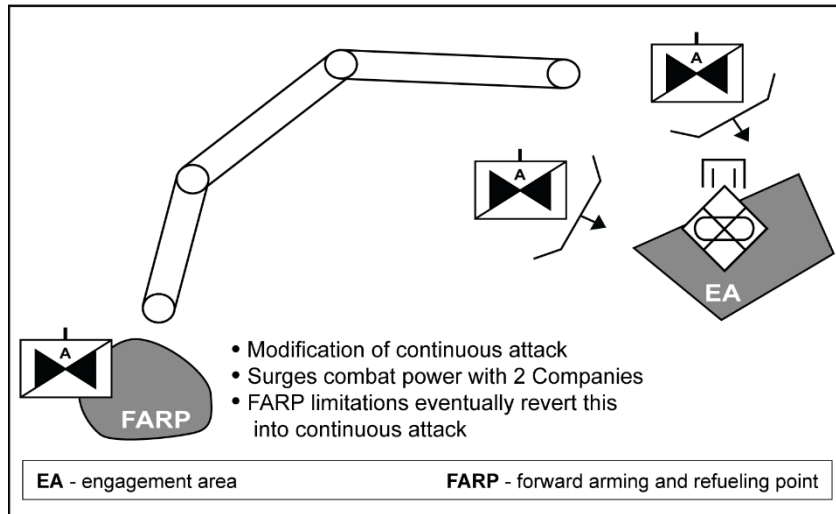 A
A
EA
A
FARP
• Modification of continuous attack
• Surges combat power with 2 Companies
• FARP limitations eventually revert this
into continuous attack
EA - engagement area FARP - forward arming and refueling point